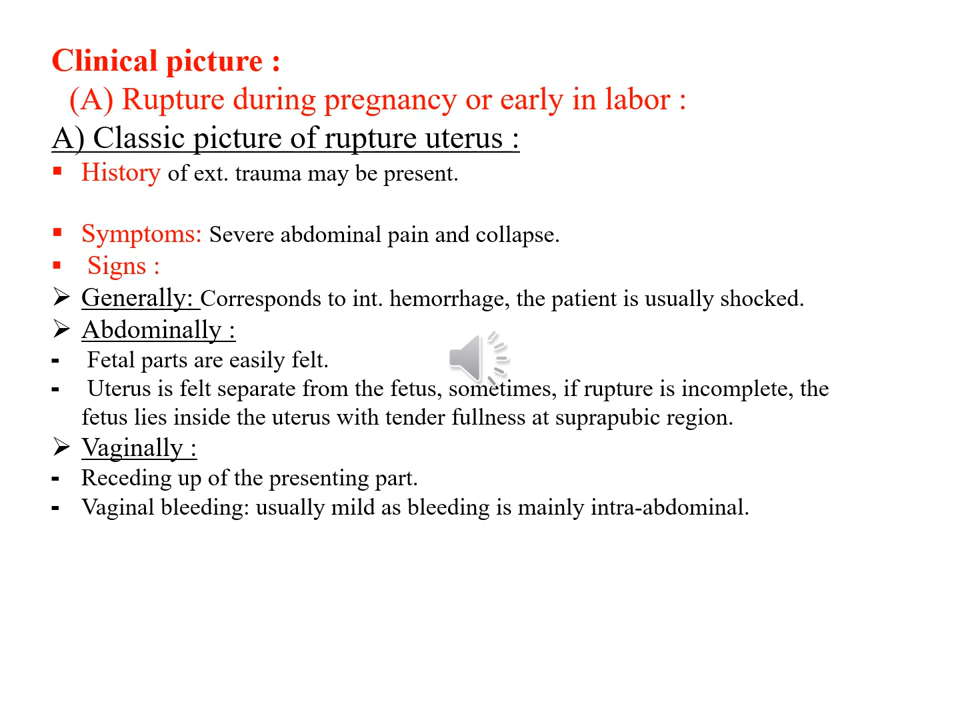 Clinical picture :
(A) Rupture during pregnancy or early in labor :
A) Classic picture of rupture uterus :
▪ History of ext. trauma may be present.
▪ Symptoms: Severe abdominal pain and collapse.
▪ Signs :
➢ Generally: Corresponds to int. hemorrhage, the patient is usually shocked.
➢ Abdominally :
- Fetal parts are easily felt.
- Uterus is felt separate from the fetus, sometimes, if rupture is incomplete, the
fetus lies inside the uterus with tender fullness at suprapubic region.
➢ Vaginally :
- Receding up of the presenting part.
- Vaginal bleeding: usually mild as bleeding is mainly intra-abdominal.